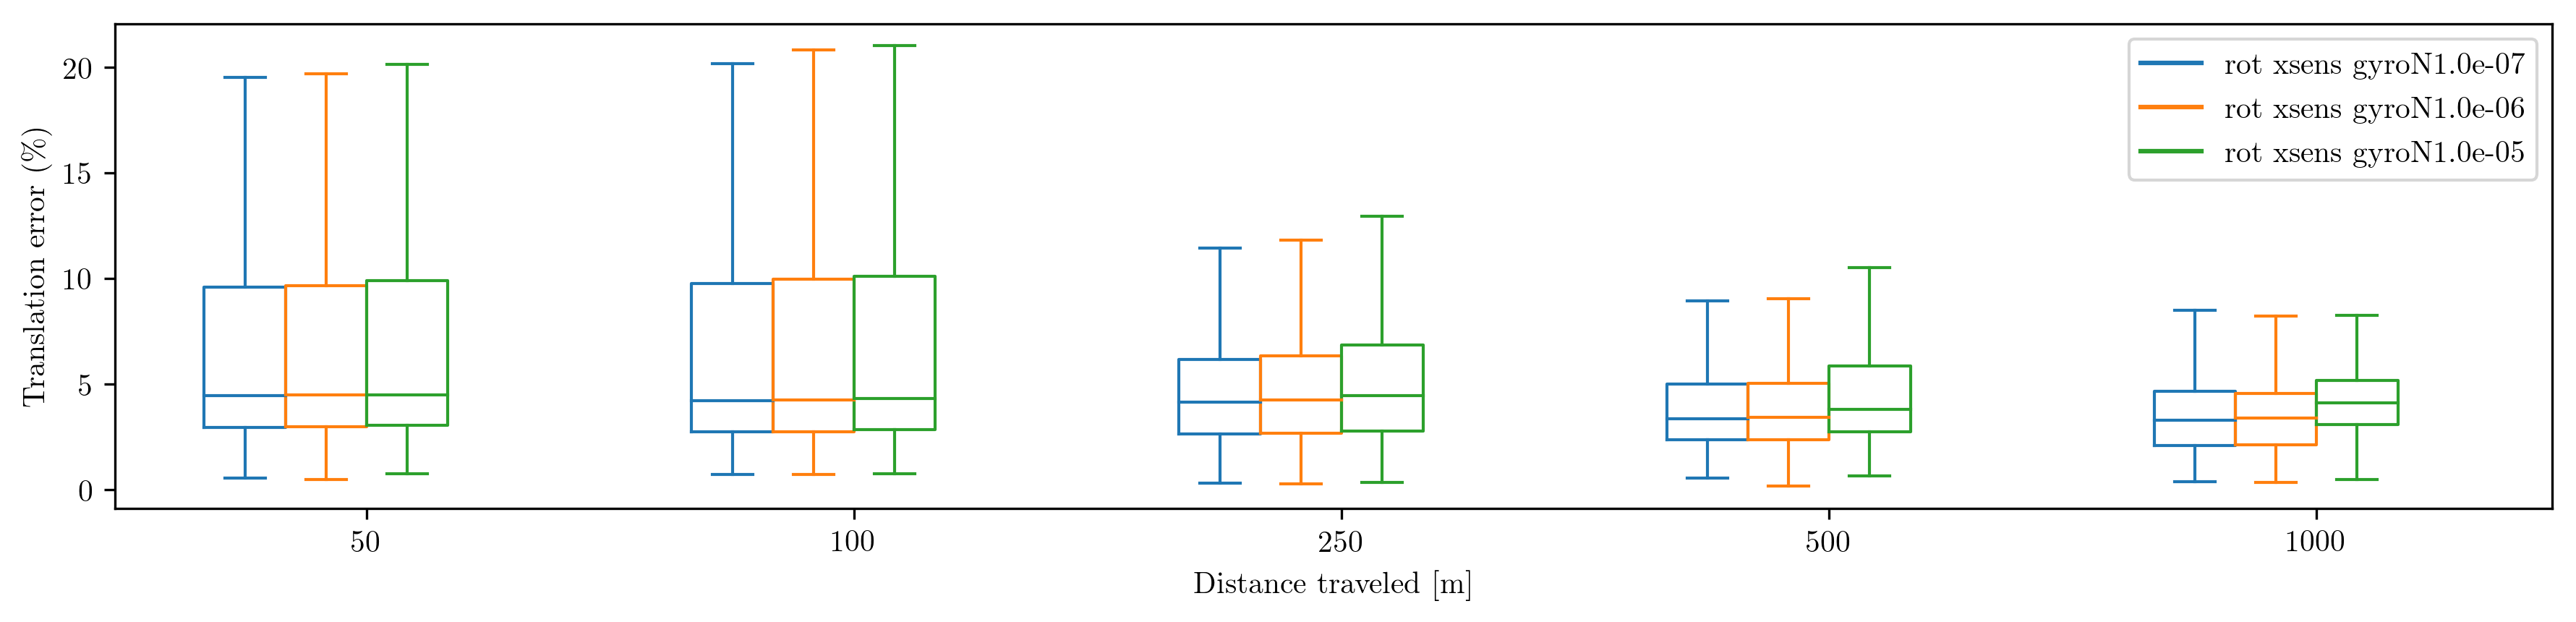 Translation error (%)
20
15
10
5
0
rot xsens gyroN1.0e-07
rot xsens gyroN1.0e-06
rot xsens gyroN1.0e-05
50 100 250 500 1000
Distance traveled [m]